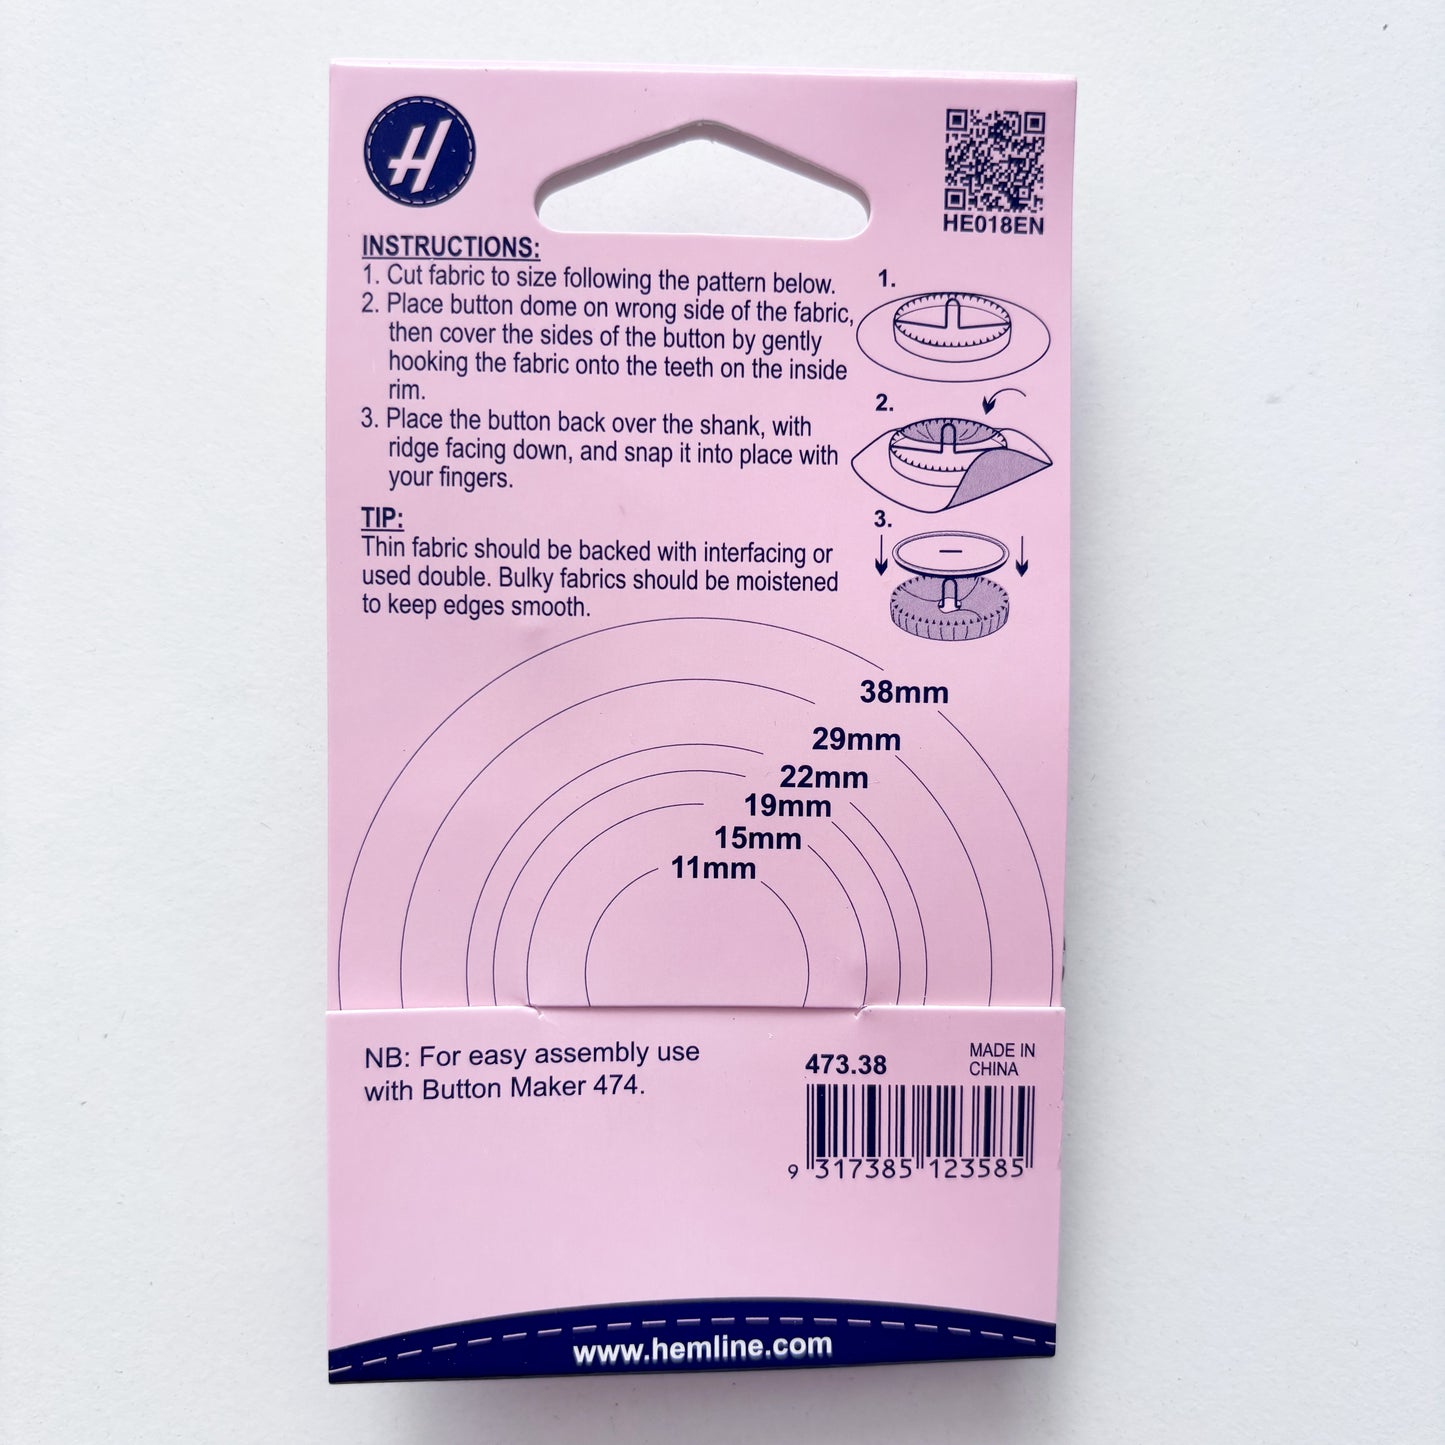 H
HE018EN
INSTRUCTIONS:
1. Cut fabric to size following the pattern below.
2. Place button dome on wrong side of the fabric,
then cover the sides of the button by gently
hooking the fabric onto the teeth on the inside
rim.
3. Place the button back over the shank, with
ridge facing down, and snap it into place with
your fingers.
1.
2.
3.
TIP:
Thin fabric should be backed with interfacing or
used double. Bulky fabrics should be moistened
to keep edges smooth.
38mm
29mm
22mm
19mm
15mm
11mm
NB: For easy assembly use
with Button Maker 474.
473.38
MADE IN
CHINA
9 317385 123585
www.hemline.com